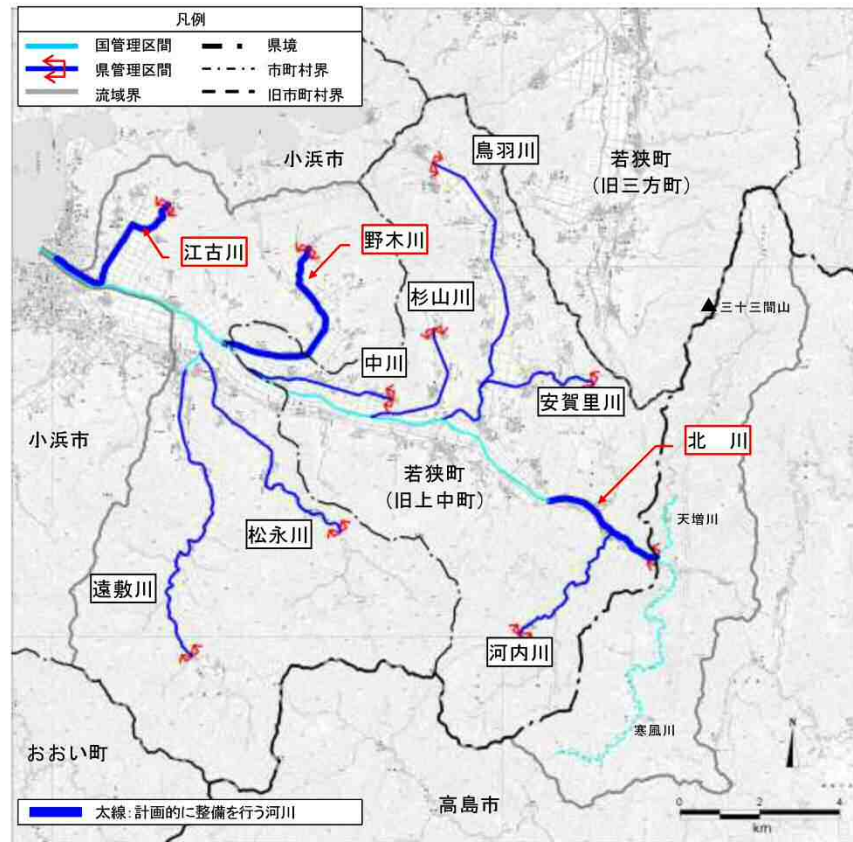 凡例
国管理区間
県管理区間
流域界
県境
市町村界
旧市町村界
小浜市
鳥羽川
若狭町
(旧三方町)
江古川
野木川
杉山川
三十三間山
中川
安賀里川
小浜市
若狭町
(旧上中町)
北 川
天増川
松永川
遠敷川
河内川
寒風川
おおい町
高島市
N
太線:計画的に整備を行う河川
0 2 4
km